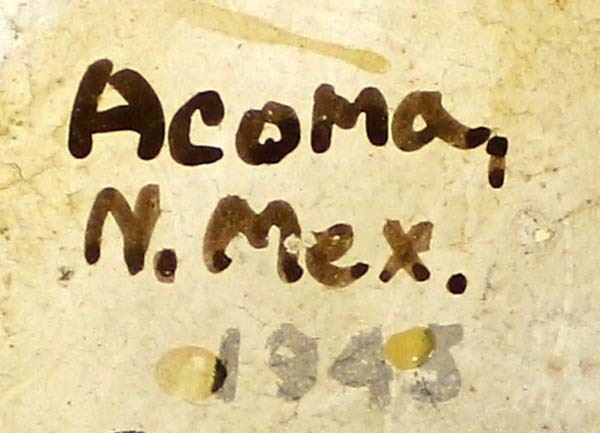 Acoma,
N. Mex.